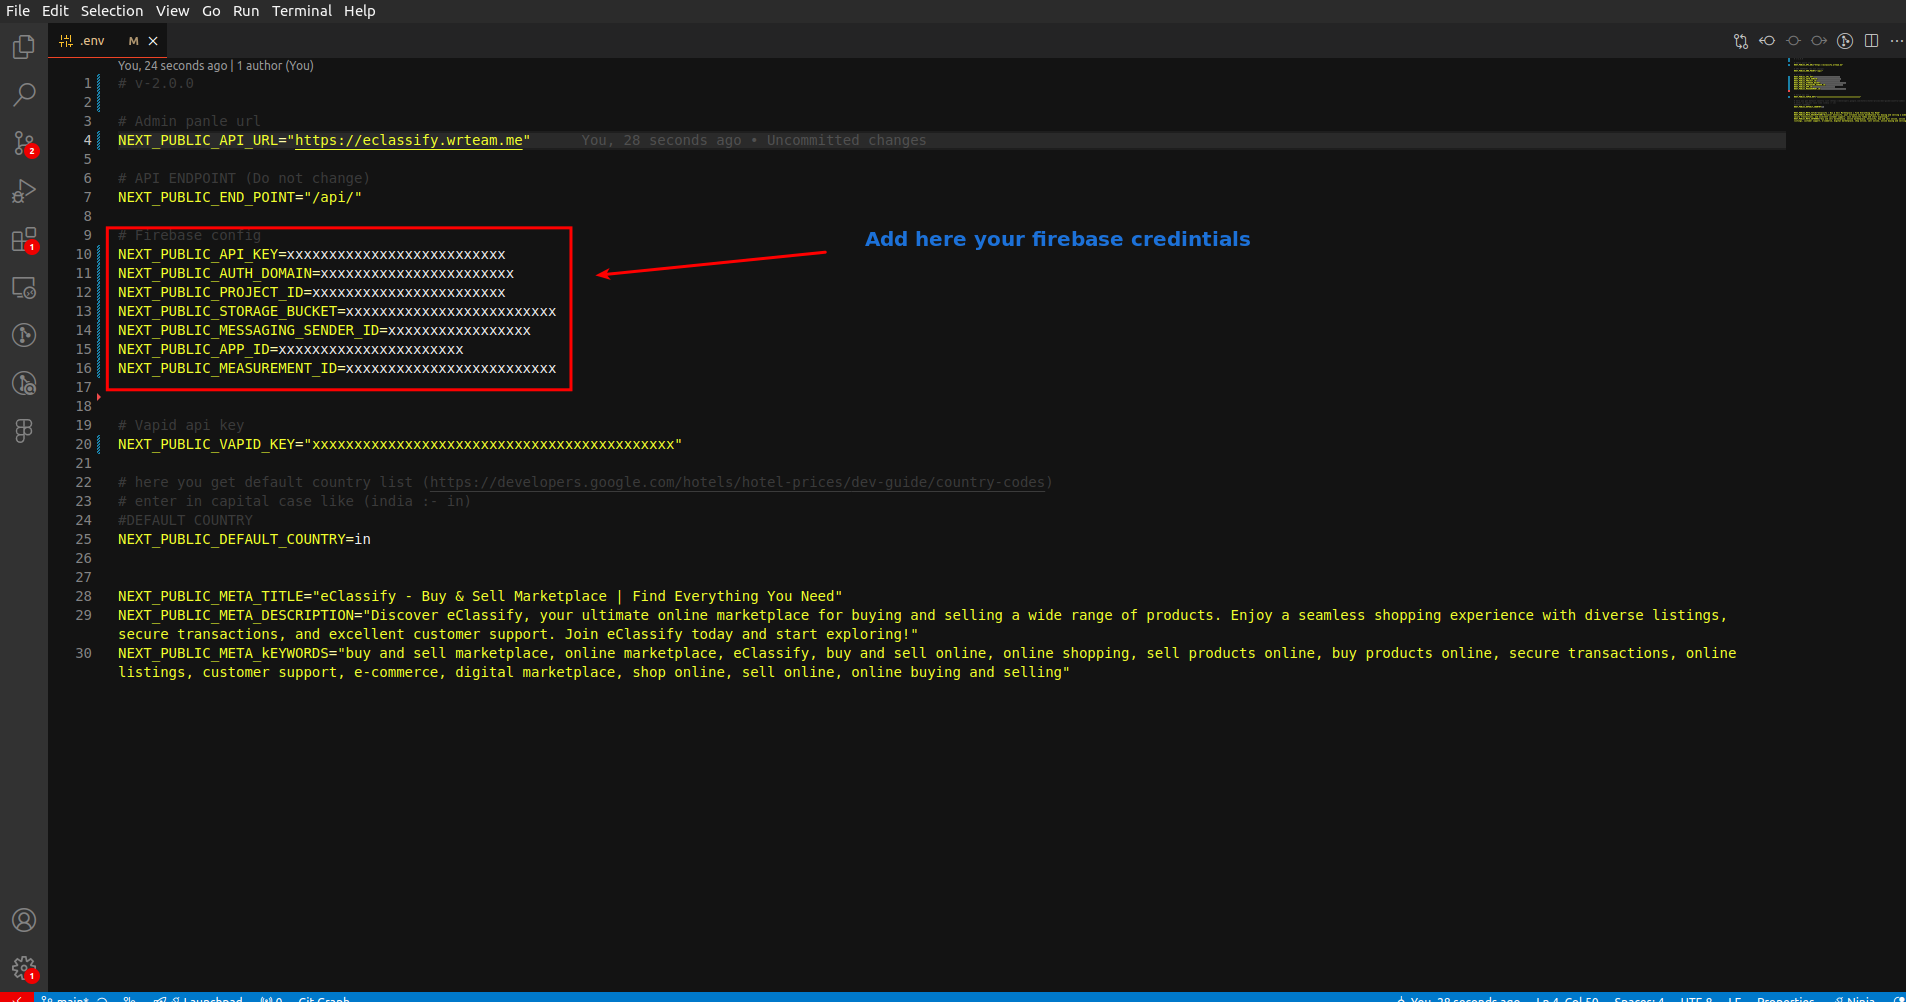 File Edit Selection View Go Run Terminal Help
.env M
You, 24 seconds ago | 1 author (You)
1 # v-2.0.0
2
3 # Admin panle url
4 NEXT_PUBLIC_API_URL="https://eclassify.wrteam.me" You, 28 seconds ago • Uncommitted changes
5
6 # API ENDPOINT (Do not change)
7 NEXT_PUBLIC_END_POINT="/api/"
8
9 # Firebase config
Add here your firebase credintials
10 NEXT_PUBLIC_API_KEY=xxxxxxxxxxxxxxxxxxxxxxxxxx
11 NEXT_PUBLIC_AUTH_DOMAIN=xxxxxxxxxxxxxxxxxxxxxxx
12 NEXT_PUBLIC_PROJECT_ID=xxxxxxxxxxxxxxxxxxxxxxx
13 NEXT_PUBLIC_STORAGE_BUCKET=xxxxxxxxxxxxxxxxxxxxxxxxx
14 NEXT_PUBLIC_MESSAGING_SENDER_ID=xxxxxxxxxxxxxxxxx
15 NEXT_PUBLIC_APP_ID=xxxxxxxxxxxxxxxxxxxxxx
16 NEXT_PUBLIC_MEASUREMENT_ID=xxxxxxxxxxxxxxxxxxxxxxxxx
17
18
19 # Vapid api key
20 NEXT_PUBLIC_VAPID_KEY="xxxxxxxxxxxxxxxxxxxxxxxxxxxxxxxxxxxxxxxxxxx"
21
22 # here you get default country list (https://developers.google.com/hotels/hotel-prices/dev-guide/country-codes)
23 # enter in capital case like (india :- in)
24 #DEFAULT COUNTRY
25 NEXT_PUBLIC_DEFAULT_COUNTRY=in
26
27
28 NEXT_PUBLIC_META_TITLE="eClassify - Buy & Sell Marketplace | Find Everything You Need"
29 NEXT_PUBLIC_META_DESCRIPTION="Discover eClassify, your ultimate online marketplace for buying and selling a wide range of products. Enjoy a seamless shopping experience with diverse listings,
secure transactions, and excellent customer support. Join eClassify today and start exploring!"
30 NEXT_PUBLIC_META_kEYWORDS="buy and sell marketplace, online marketplace, eClassify, buy and sell online, online shopping, sell products online, buy products online, secure transactions, online
listings, customer support, e-commerce, digital marketplace, shop online, sell online, online buying and selling"
2
1
1
main* Launchpad 0 Git Graph You, 28 seconds ago Ln 4, Col 50 Spaces: 4 UTF-8 LF Properties Ninja